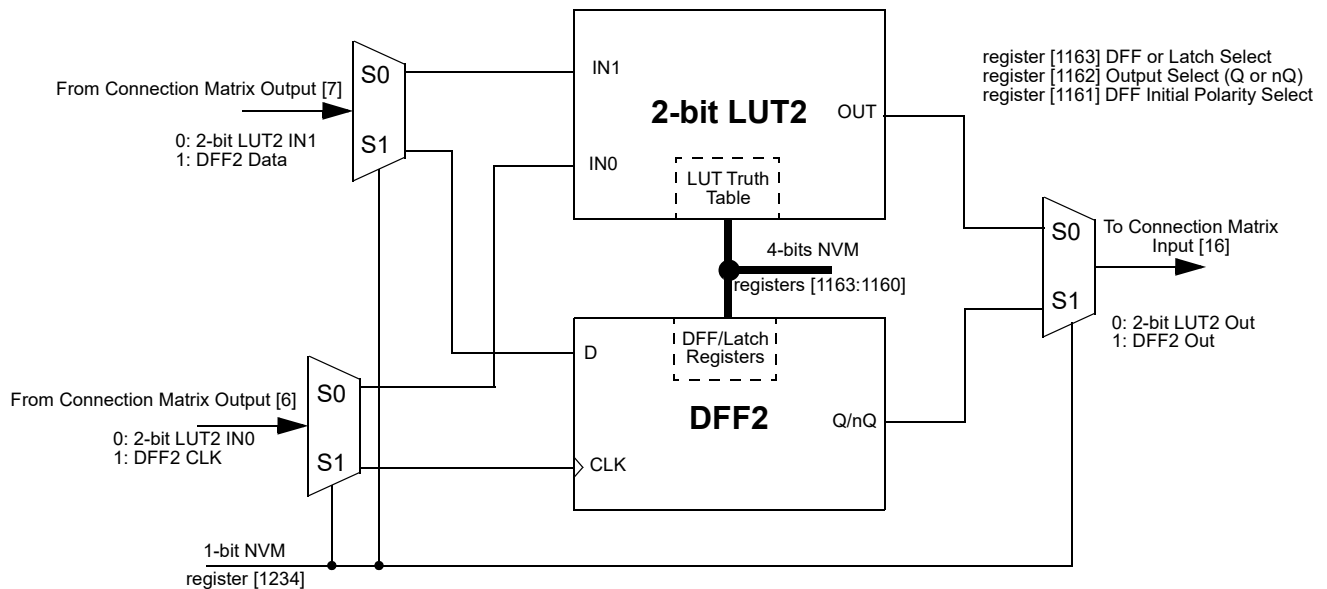 From Connection Matrix Output [7]
0: 2-bit LUT2 IN1
1: DFF2 Data
S0
S1
IN1
IN0
2-bit LUT2
OUT
LUT Truth
Table
register [1163] DFF or Latch Select
register [1162] Output Select (Q or nQ)
register [1161] DFF Initial Polarity Select
4-bits NVM
registers [1163:1160]
S0
S1
To Connection Matrix
Input [16]
0: 2-bit LUT2 Out
1: DFF2 Out
From Connection Matrix Output [6]
0: 2-bit LUT2 IN0
1: DFF2 CLK
S0
S1
D
DFF/Latch
Registers
DFF2
Q/nQ
CLK
1-bit NVM
register [1234]